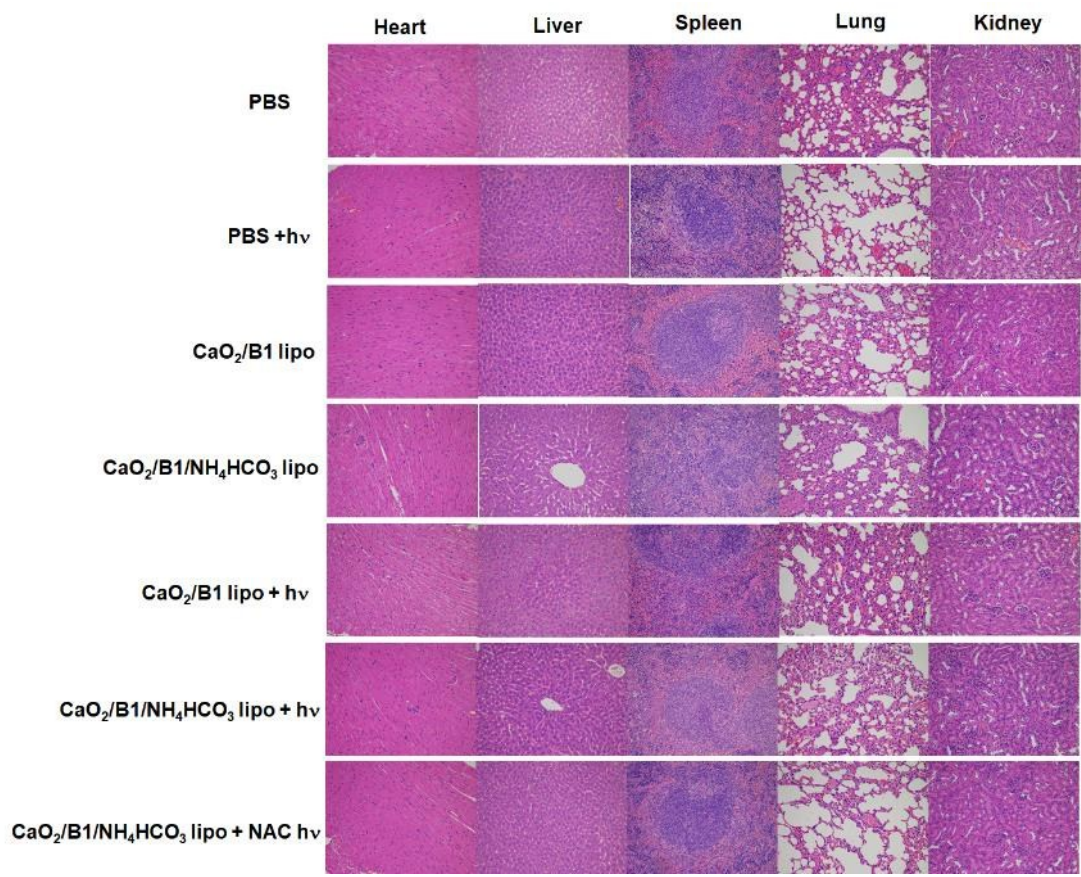 Heart Liver Spleen Lung Kidney
PBS
PBS +hν
CaO₂/B1 lipo
CaO₂/B1/NH₄HCO₃ lipo
CaO₂/B1 lipo + hν
CaO₂/B1/NH₄HCO₃ lipo + hν
CaO₂/B1/NH₄HCO₃ lipo + NAC hν